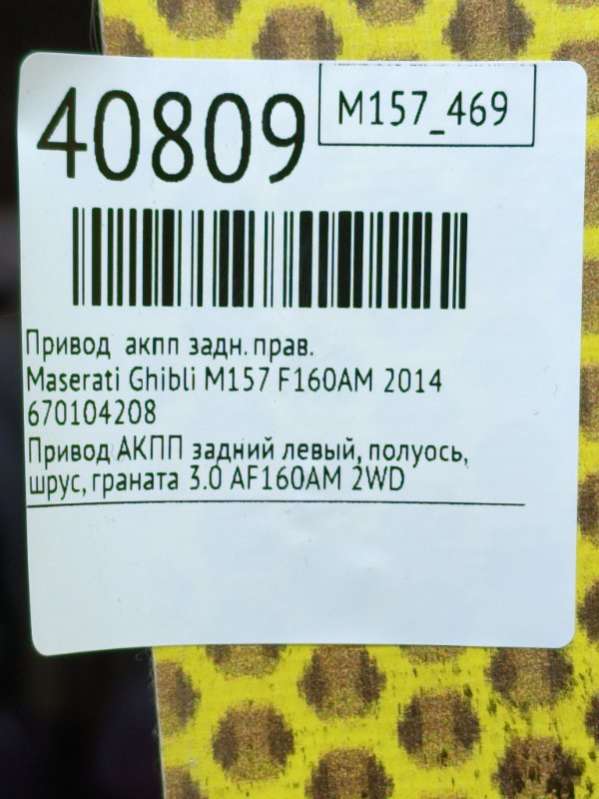 40809
M157_469
Привод акпп задн. прав.
Maserati Ghibli M157 F160AM 2014
670104208
Привод АКПП задний левый, полуось,
шрус, граната 3.0 AF160AM 2WD